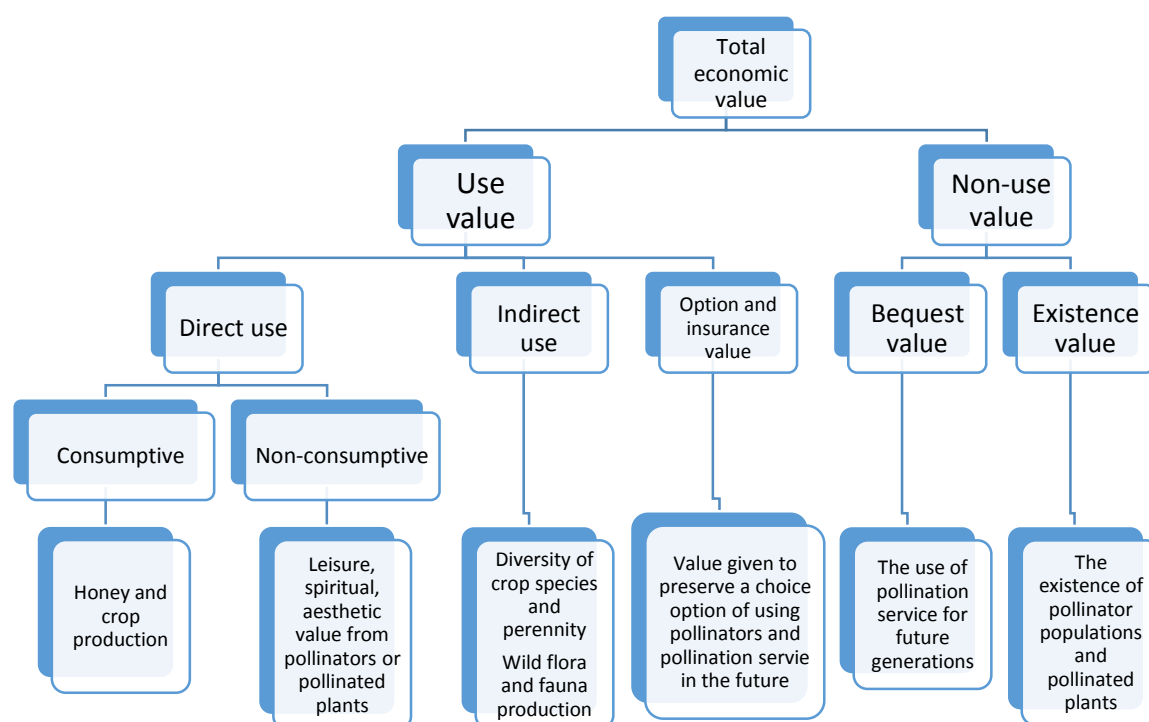 Total
economic
value
Use
value
Non-use
value
Direct use
Indirect
use
Option and
insurance
value
Bequest
value
Existence
value
Consumptive
Non-consumptive
Honey and
crop
production
Leisure,
spiritual,
aesthetic
value from
pollinators or
pollinated
plants
Diversity of
crop species
and
perennity
Wild flora
and fauna
production
Value given to
preserve a choice
option of using
pollinators and
pollination servie
in the future
The use of
pollination
service for
future
generations
The
existence of
pollinator
populations
and
pollinated
plants